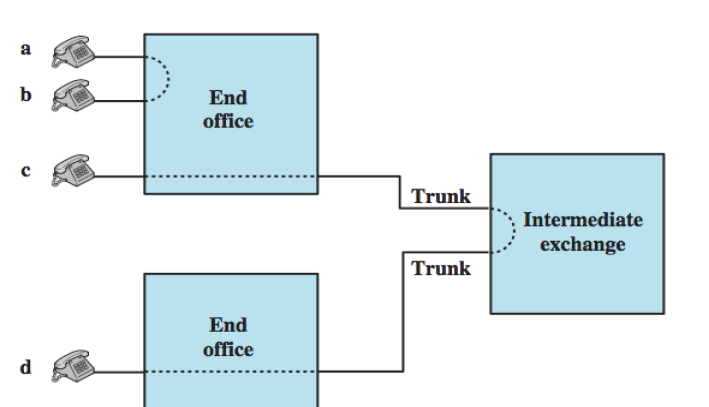 a
b
End
office
c
Trunk
Intermediate
exchange
Trunk
End
office
d